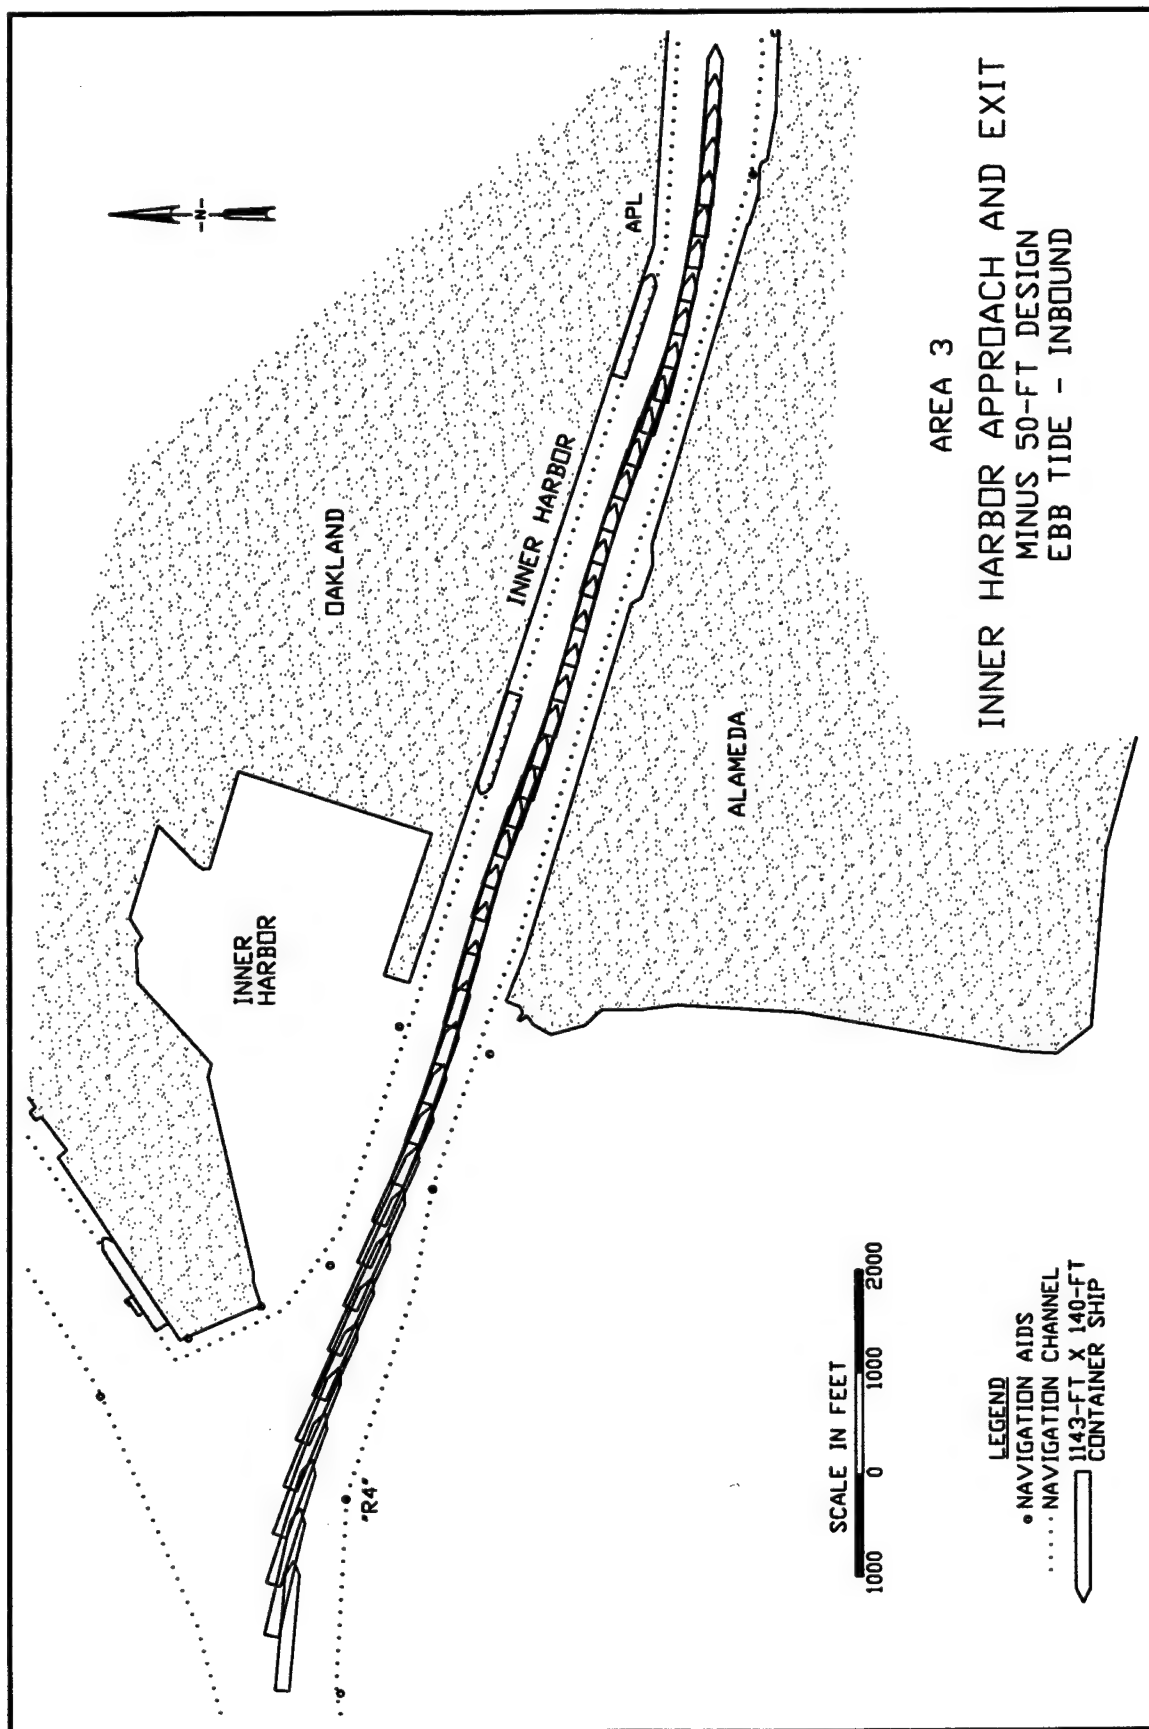 -N-
OAKLAND
INNER
HARBOR
INNER HARBOR
APL
ALAMEDA
"R4"
SCALE IN FEET
1000 0 1000 2000
LEGEND
NAVIGATION AIDS
NAVIGATION CHANNEL
1143-FT X 140-FT
CONTAINER SHIP
AREA 3
INNER HARBOR APPROACH AND EXIT
MINUS 50-FT DESIGN
EBB TIDE - INBOUND